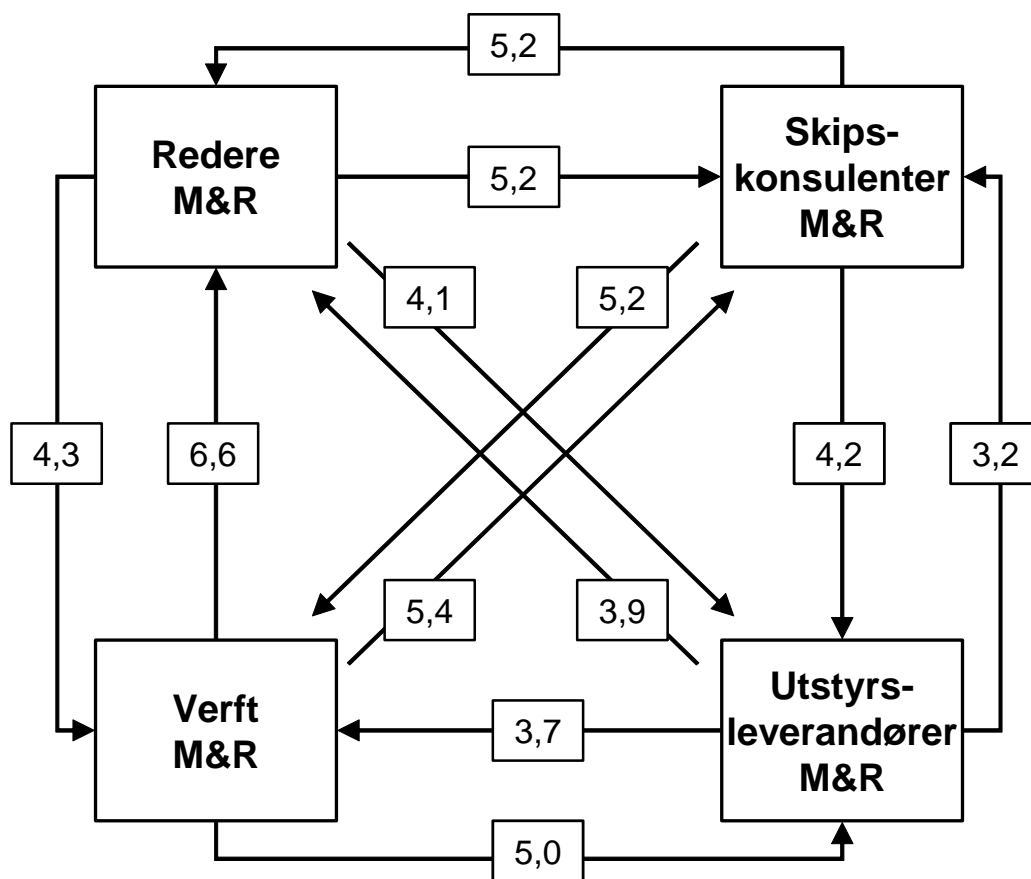 5,2
Redere
M&R
Skips-
konsulenter
M&R
5,2
4,1
5,2
4,3
6,6
4,2
3,2
5,4
3,9
Verft
M&R
Utstyrs-
leverandører
M&R
3,7
5,0